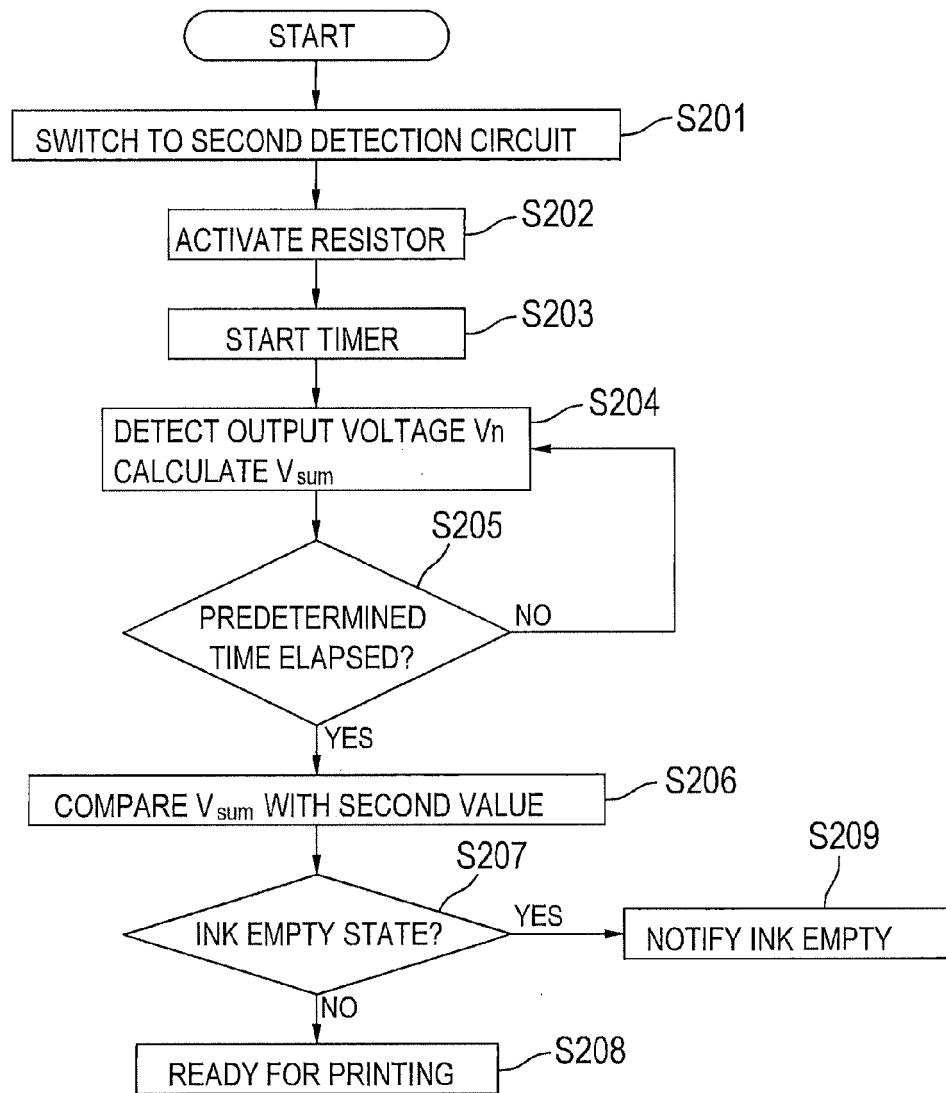 START
SWITCH TO SECOND DETECTION CIRCUIT
S201
ACTIVATE RESISTOR
S202
START TIMER
S203
DETECT OUTPUT VOLTAGE Vn
CALCULATE Vsum
S204
PREDETERMINED
TIME ELAPSED?
S205
NO
YES
COMPARE Vsum WITH SECOND VALUE
S206
INK EMPTY STATE?
S207
YES
NOTIFY INK EMPTY
S209
NO
READY FOR PRINTING
S208